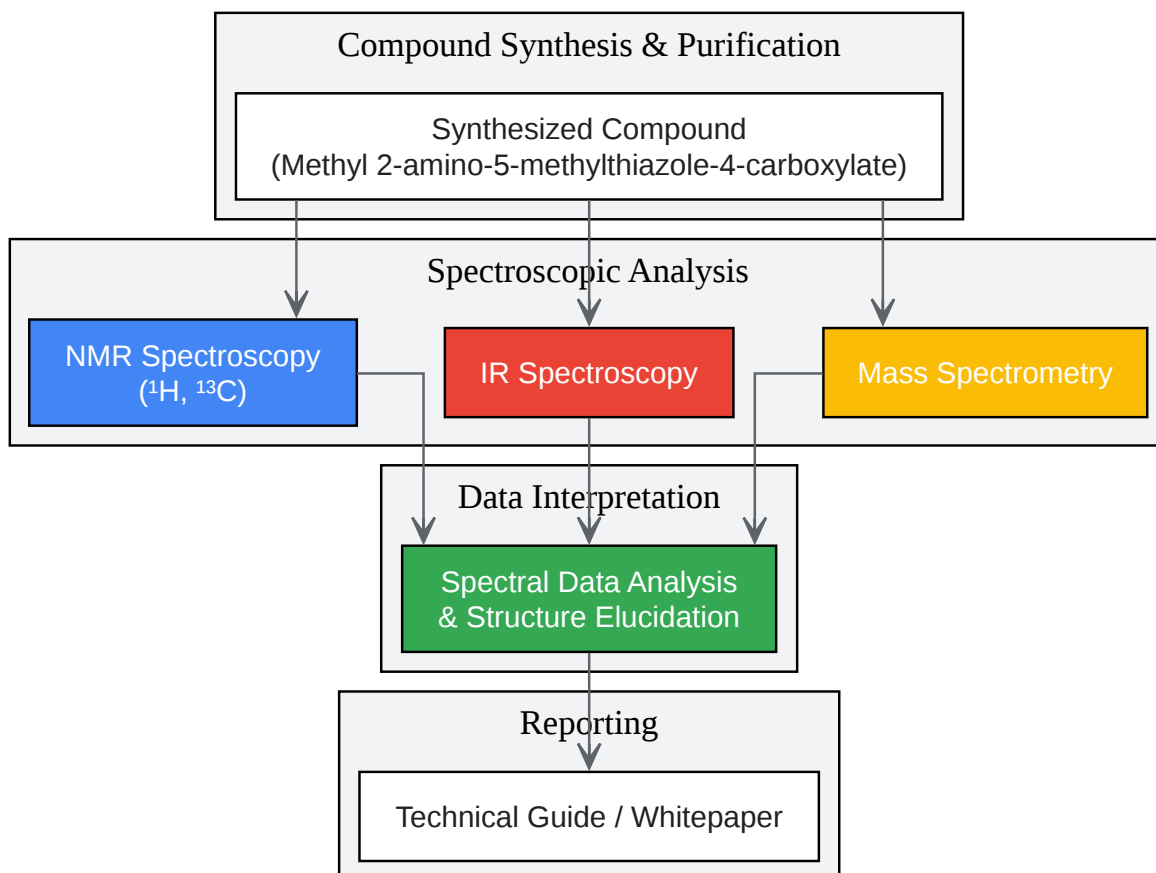 Compound Synthesis & Purification
Synthesized Compound
(Methyl 2-amino-5-methylthiazole-4-carboxylate)
Spectroscopic Analysis
NMR Spectroscopy
(¹H, ¹³C)
IR Spectroscopy
Mass Spectrometry
Data Interpretation
Spectral Data Analysis
& Structure Elucidation
Reporting
Technical Guide / Whitepaper